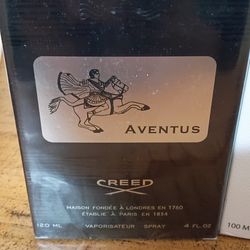 AVENTUS
CREED
MAISON FONDÉE À LONDRES EN 1760
ÉTABLIE À PARIS EN 1854
120 ML VAPORISATEUR SPRAY 4 FL.OZ
100 M